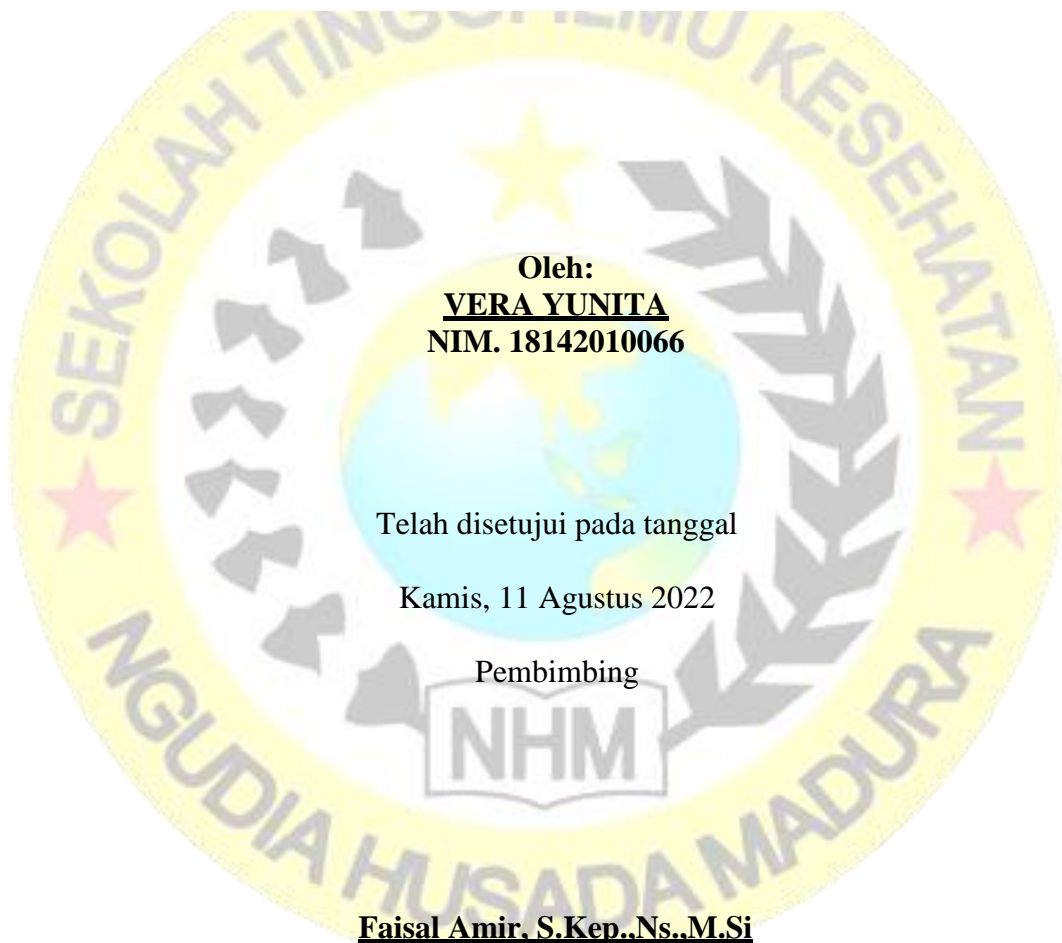 SEKOLAH TINGGI ILMU KESEHATAN
Oleh:
VERA YUNITA
NIM. 18142010066
Telah disetujui pada tanggal
Kamis, 11 Agustus 2022
Pembimbing
NHM
NGUDIA HUSADA MADURA
Faisal Amir, S.Kep.,Ns.,M.Si